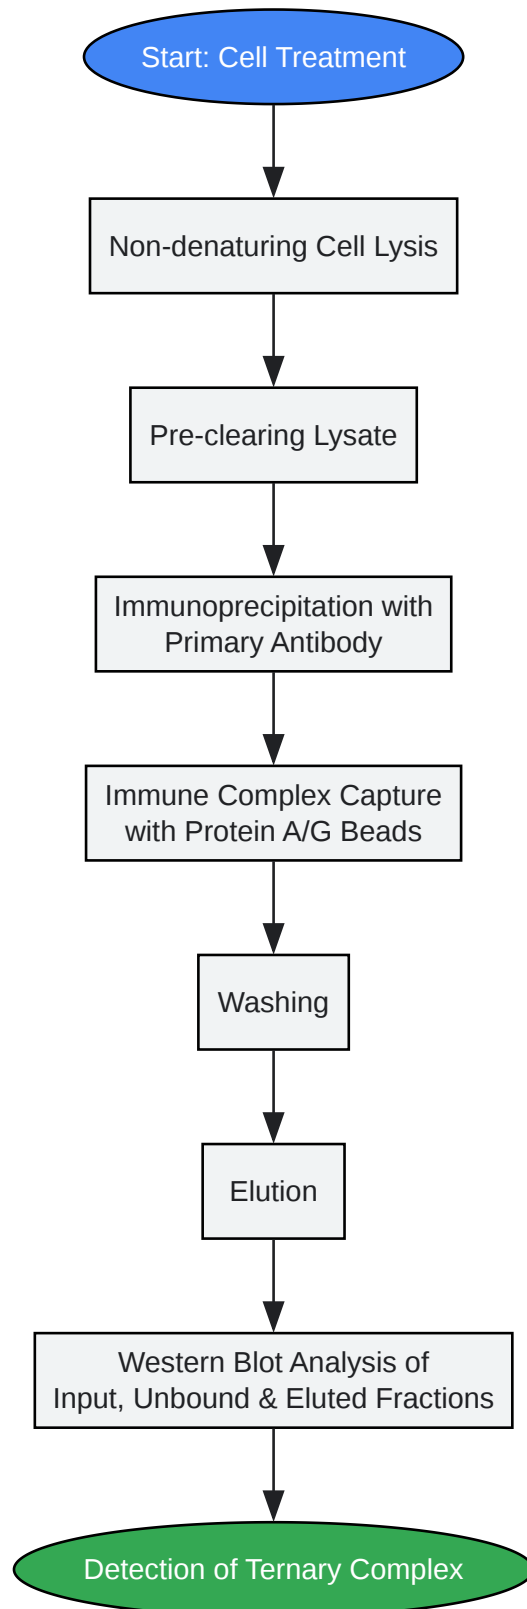 Start: Cell Treatment
Non-denaturing Cell Lysis
Pre-clearing Lysate
Immunoprecipitation with
Primary Antibody
Immune Complex Capture
with Protein A/G Beads
Washing
Elution
Western Blot Analysis of
Input, Unbound & Eluted Fractions
Detection of Ternary Complex